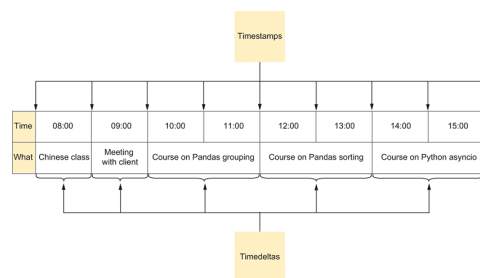 Timestamps
Time 08:00 09:00 10:00 11:00 12:00 13:00 14:00 15:00
What Chinese class Meeting with client Course on Pandas grouping Course on Pandas sorting Course on Python asyncio
Timedeltas